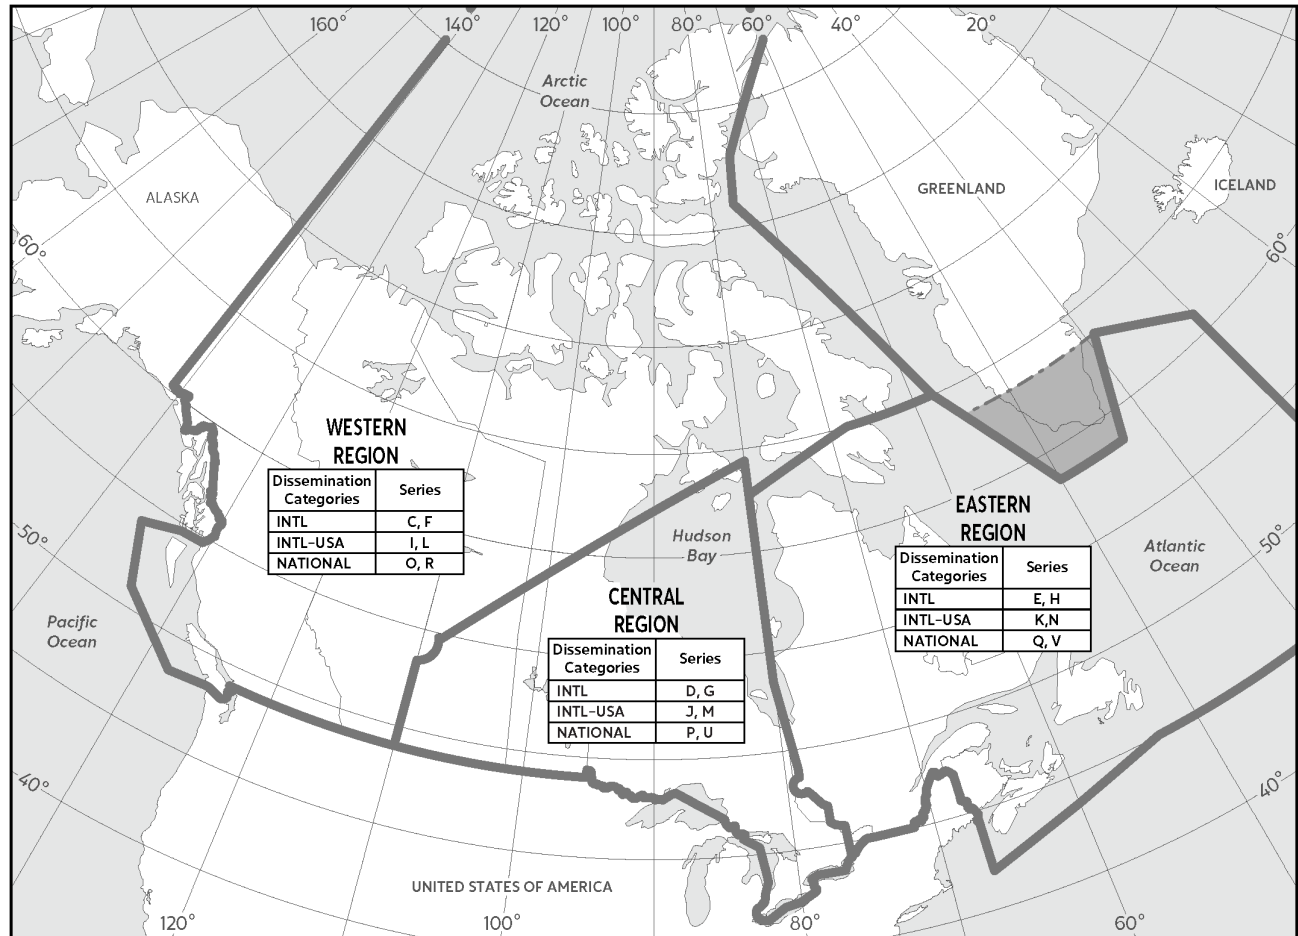 160° 140° 120° 100° 80° 60° 40° 20°
Arctic
Ocean
ALASKA
GREENLAND
ICELAND
60°
60°
WESTERN
REGION
Dissemination
Categories
Series
INTL
C, F
INTL-USA
I, L
NATIONAL
O, R
50°
50°
Hudson
Bay
EASTERN
REGION
Dissemination
Categories
Series
INTL
E, H
INTL-USA
K,N
NATIONAL
Q, V
Atlantic
Ocean
Pacific
Ocean
CENTRAL
REGION
Dissemination
Categories
Series
INTL
D, G
INTL-USA
J, M
NATIONAL
P, U
40°
40°
UNITED STATES OF AMERICA
120° 100° 80° 60°